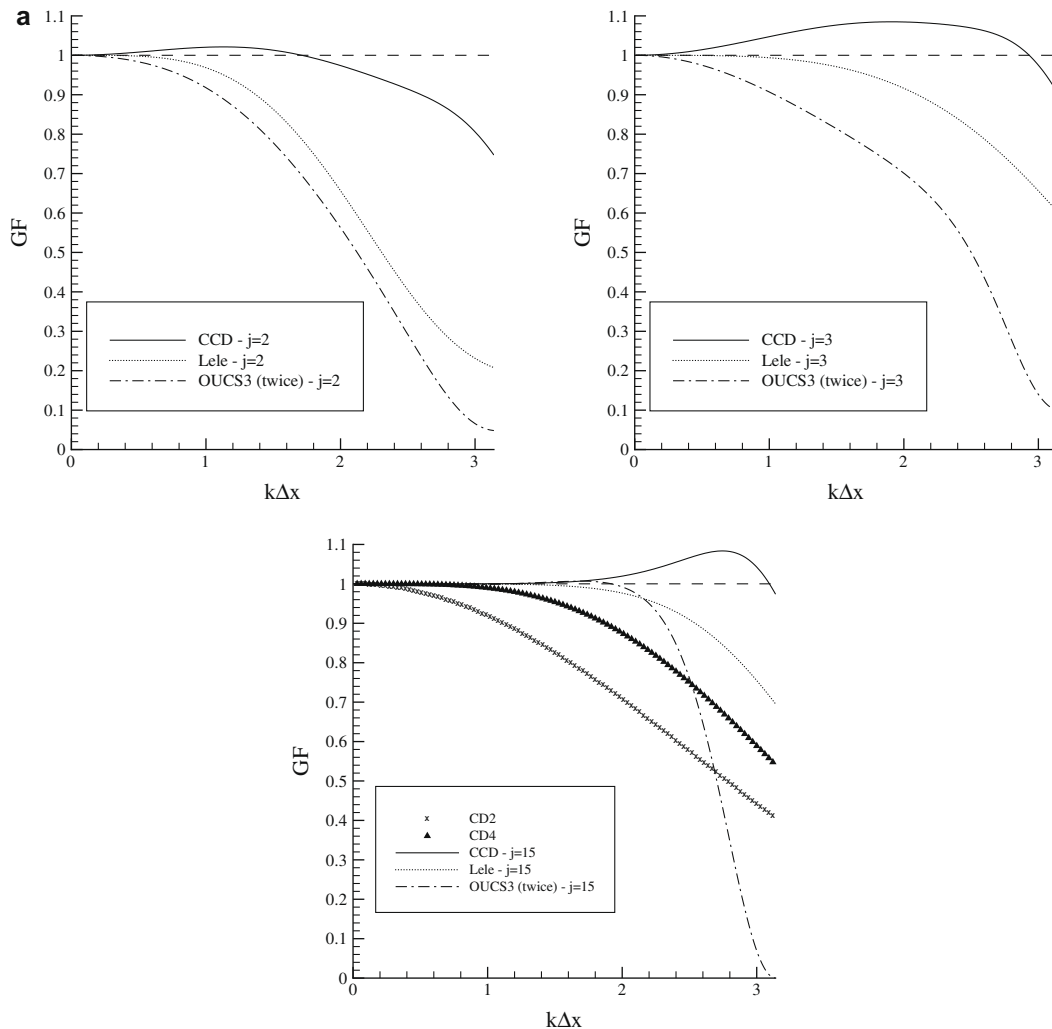 a
1.1
1
0.9
0.8
0.7
0.6
0.5
0.4
0.3
0.2
0.1
0
GF
CCD - j=2
Lele - j=2
OUCS3 (twice) - j=2
0
1
2
3
kΔx
1.1
1
0.9
0.8
0.7
0.6
0.5
0.4
0.3
0.2
0.1
0
GF
CCD - j=3
Lele - j=3
OUCS3 (twice) - j=3
0
1
2
3
kΔx
1.1
1
0.9
0.8
0.7
0.6
0.5
0.4
0.3
0.2
0.1
0
GF
CD2
CD4
CCD - j=15
Lele - j=15
OUCS3 (twice) - j=15
0
1
2
3
kΔx